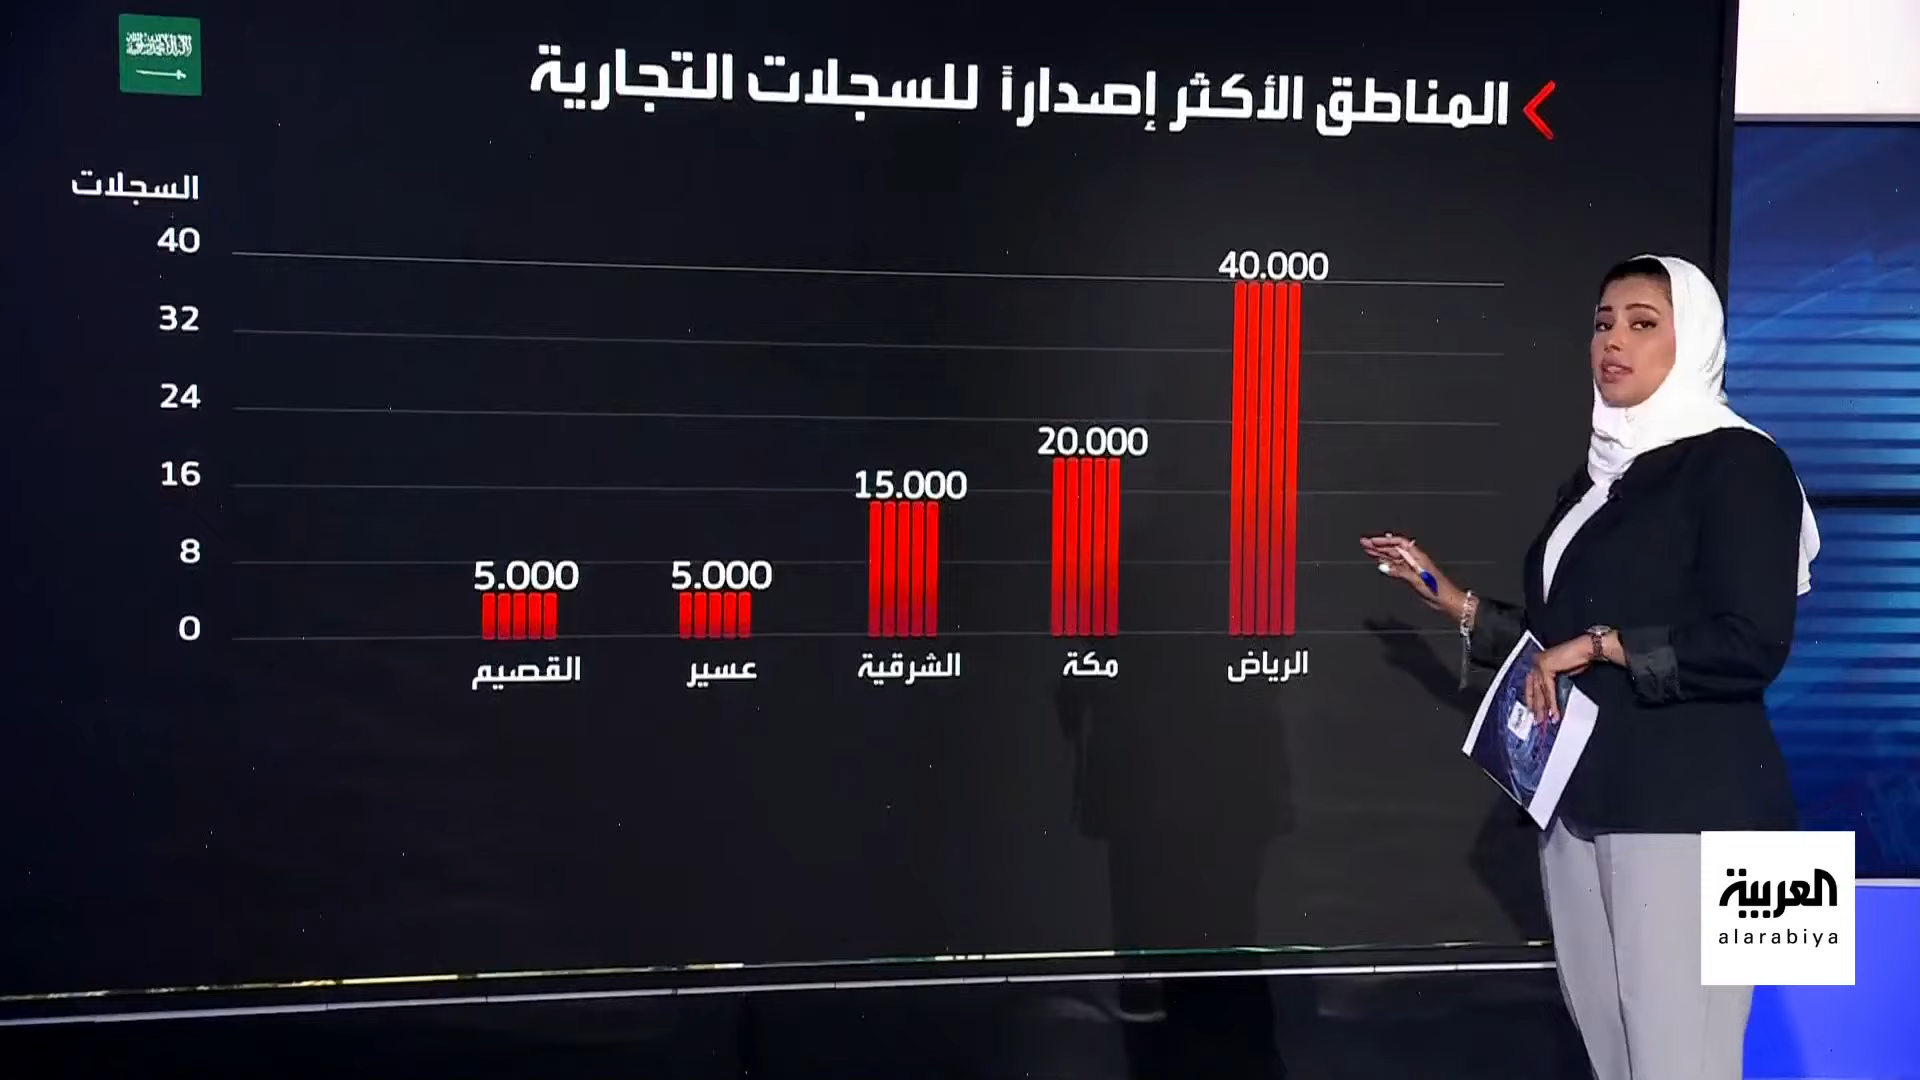 المناطق الأكثر إصداراً للسجلات التجارية
السجلات
40
32
24
16
8
0
40.000
20.000
15.000
5.000
5.000
الرياض
مكة
الشرقية
عسير
القصيم
العربية
alarabiya